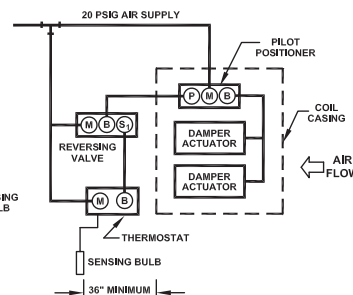 20 PSIG AIR SUPPLY
PILOT
POSITIONER
P M B
COIL
CASING
M B S1
REVERSING
VALVE
DAMPER
ACTUATOR
AIR
FLOW
DAMPER
ACTUATOR
M B
THERMOSTAT
SENSING BULB
36" MINIMUM